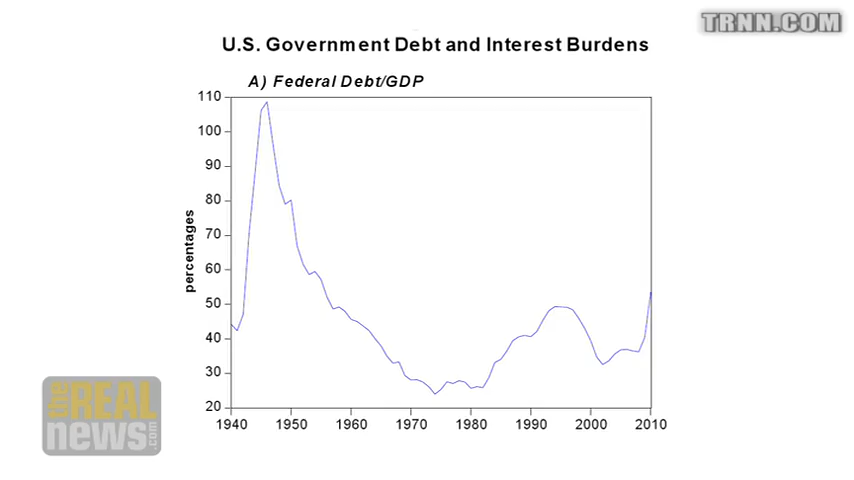 TRNN.COM
U.S. Government Debt and Interest Burdens
A) Federal Debt/GDP
110
100
90
80
70
60
50
40
30
20
percentages
1940 1950 1960 1970 1980 1990 2000 2010
the REAL
news.com